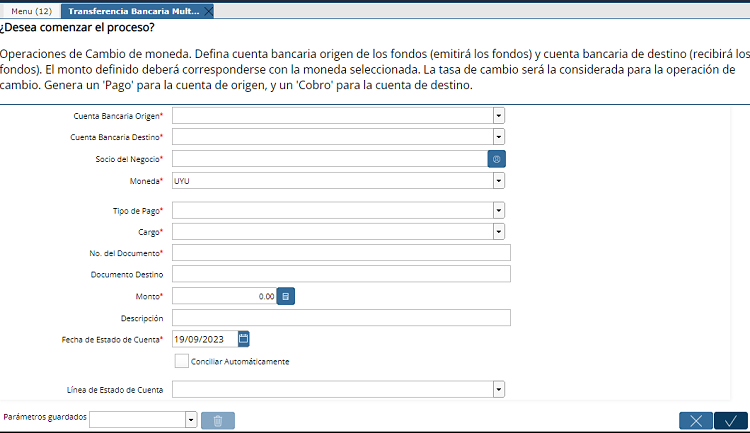 Menu (12)
Transferencia Bancaria Mult...
¿Desea comenzar el proceso?
Operaciones de Cambio de moneda. Defina cuenta bancaria origen de los fondos (emitirá los fondos) y cuenta bancaria de destino (recibirá los
fondos). El monto definido deberá corresponderse con la moneda seleccionada. La tasa de cambio será la considerada para la operación de
cambio. Genera un 'Pago' para la cuenta de origen, y un 'Cobro' para la cuenta de destino.
Cuenta Bancaria Origen*
Cuenta Bancaria Destino*
Socio del Negocio*
Moneda* UYU
Tipo de Pago*
Cargo*
No. del Documento*
Documento Destino
Monto* 0.00
Descripción
Fecha de Estado de Cuenta* 19/09/2023
Conciliar Automáticamente
Línea de Estado de Cuenta
Parámetros guardados